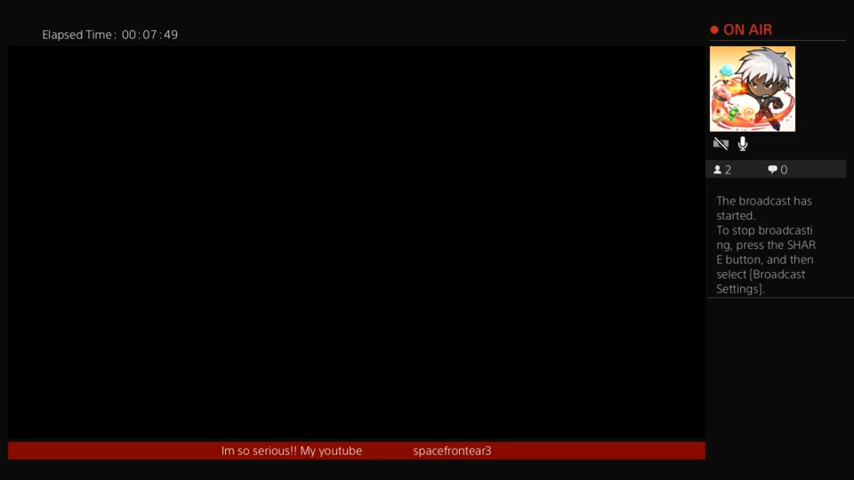 Elapsed Time: 00:07:49
ON AIR
2 0
The broadcast has
started.
To stop broadcasti
ng, press the SHAR
E button, and then
select [Broadcast
Settings].
Im so serious!! My youtube spacefrontear3